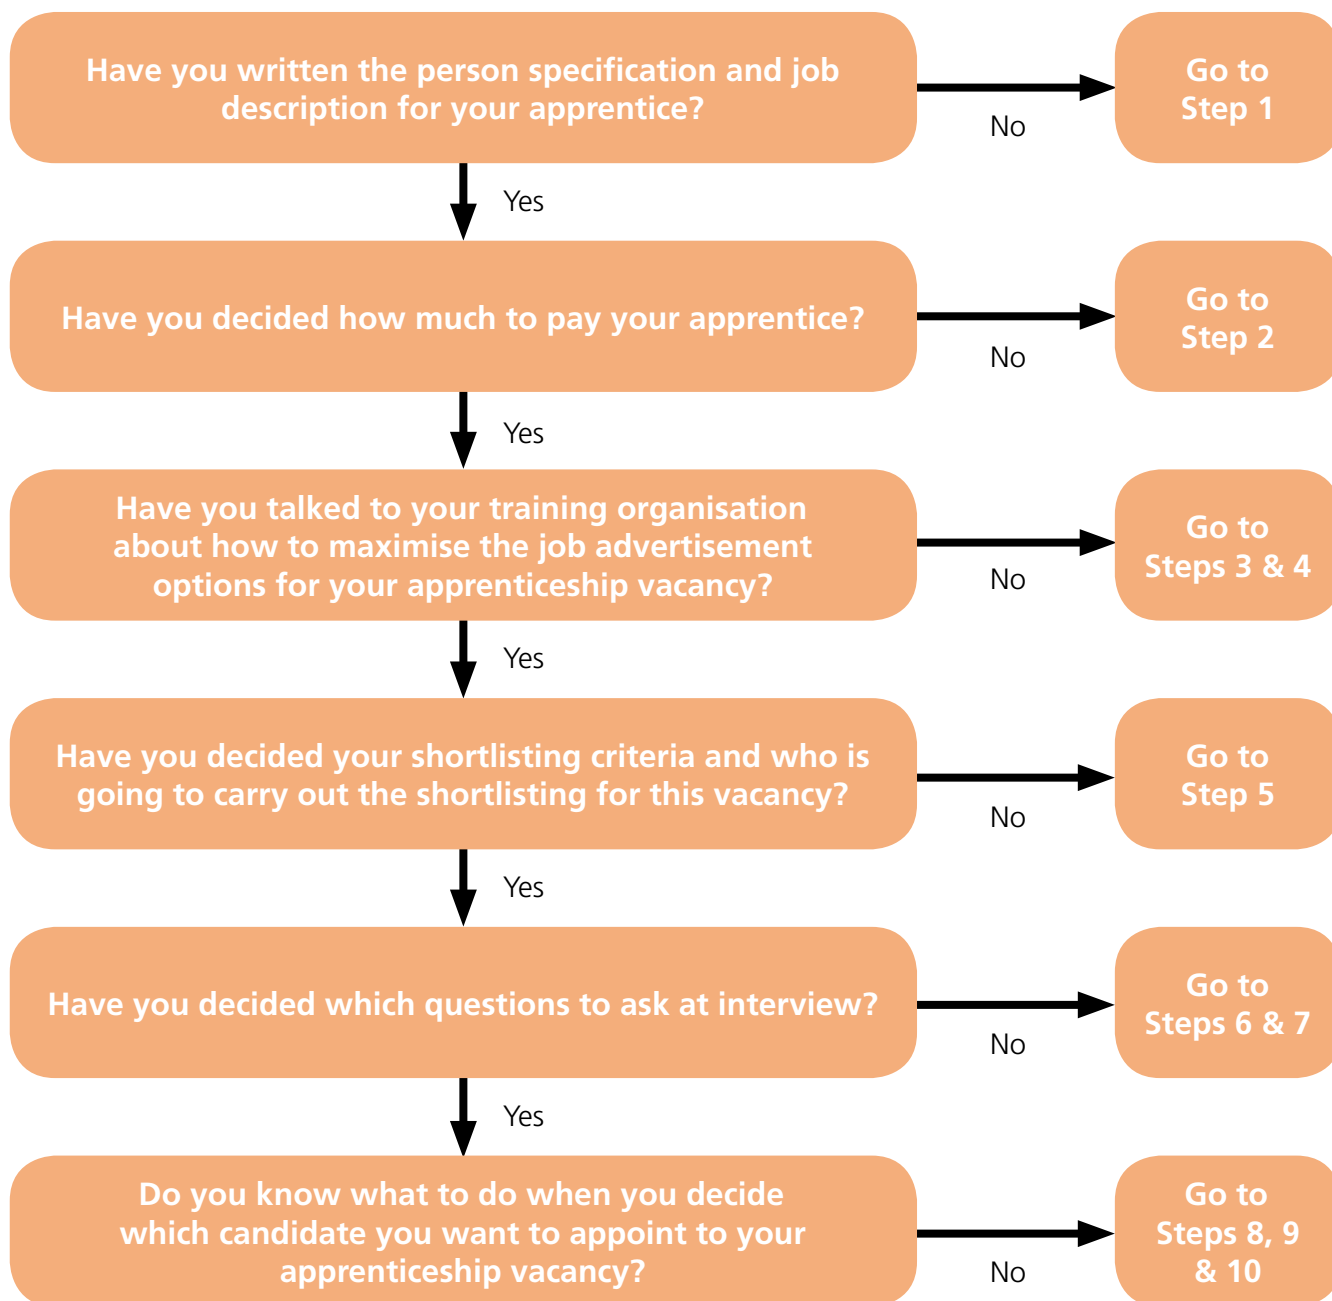 Have you written the person specification and job
description for your apprentice?
No
Go to
Step 1
Yes
Have you decided how much to pay your apprentice?
No
Go to
Step 2
Yes
Have you talked to your training organisation
about how to maximise the job advertisement
options for your apprenticeship vacancy?
No
Go to
Steps 3 & 4
Yes
Have you decided your shortlisting criteria and who is
going to carry out the shortlisting for this vacancy?
No
Go to
Step 5
Yes
Have you decided which questions to ask at interview?
No
Go to
Steps 6 & 7
Yes
Do you know what to do when you decide
which candidate you want to appoint to your
apprenticeship vacancy?
No
Go to
Steps 8, 9
& 10